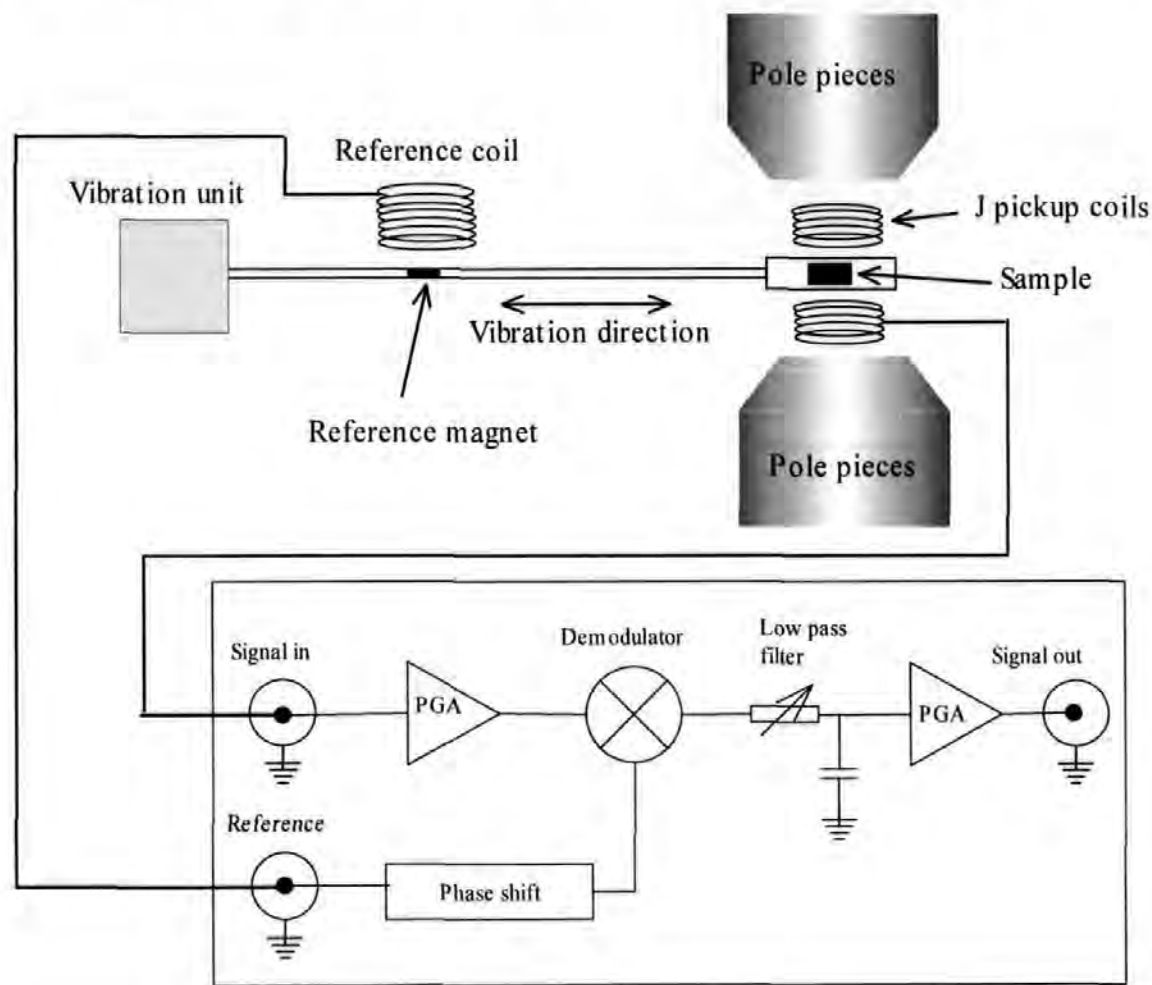 Pole pieces
Reference coil
Vibration unit
J pickup coils
Sample
Vibration direction
Reference magnet
Pole pieces
Signal in
PGA
Demodulator
Low pass
filter
PGA
Signal out
Reference
Phase shift